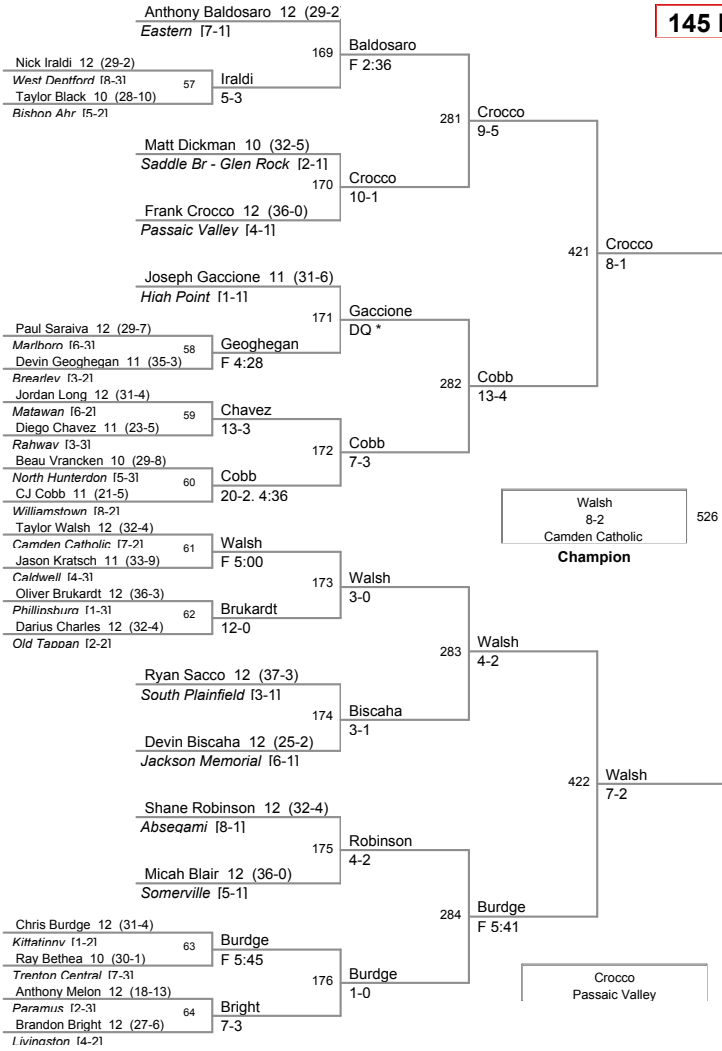 145
Anthony Baldosaro 12 (29-2
Eastern [7-1]
169
Baldosaro
F 2:36
Nick Iraldi 12 (29-2)
West Deptford [8-3]
57
Iraldi
5-3
Taylor Black 10 (28-10)
Bishop Ahr [5-2]
281
Crocco
9-5
Matt Dickman 10 (32-5)
Saddle Br - Glen Rock [2-1]
170
Crocco
10-1
Frank Crocco 12 (36-0)
Passaic Valley [4-1]
421
Crocco
8-1
Joseph Gaccione 11 (31-6)
High Point [1-1]
171
Gaccione
DQ *
Paul Saraiva 12 (29-7)
Marlboro [6-3]
58
Geoghegan
F 4:28
Devin Geoghegan 11 (35-3)
Brearley [3-2]
282
Cobb
13-4
Jordan Long 12 (31-4)
Matawan [6-2]
59
Chavez
13-3
Diego Chavez 11 (23-5)
Rahway [3-3]
172
Cobb
7-3
Beau Vrancken 10 (29-8)
North Hunterdon [5-3]
60
Cobb
20-2. 4:36
CJ Cobb 11 (21-5)
Williamstown [8-2]
Walsh
8-2
Camden Catholic
526
Champion
Taylor Walsh 12 (32-4)
Camden Catholic [7-2]
61
Walsh
F 5:00
Jason Kratsch 11 (33-9)
Caldwell [4-3]
173
Walsh
3-0
Oliver Brukardt 12 (36-3)
Phillipsburg [1-3]
62
Brukardt
12-0
Darius Charles 12 (32-4)
Old Tappan [2-2]
283
Walsh
4-2
Ryan Sacco 12 (37-3)
South Plainfield [3-1]
174
Biscaha
3-1
Devin Biscaha 12 (25-2)
Jackson Memorial [6-1]
422
Walsh
7-2
Shane Robinson 12 (32-4)
Absegami [8-1]
175
Robinson
4-2
Micah Blair 12 (36-0)
Somerville [5-1]
284
Burdge
F 5:41
Chris Burdge 12 (31-4)
Kittatinny [1-2]
63
Burdge
F 5:45
Ray Bethea 10 (30-1)
Trenton Central [7-3]
176
Burdge
1-0
Anthony Melon 12 (18-13)
Paramus [2-3]
64
Bright
7-3
Brandon Bright 12 (27-6)
Livingston [4-2]
Crocco
Passaic Valley